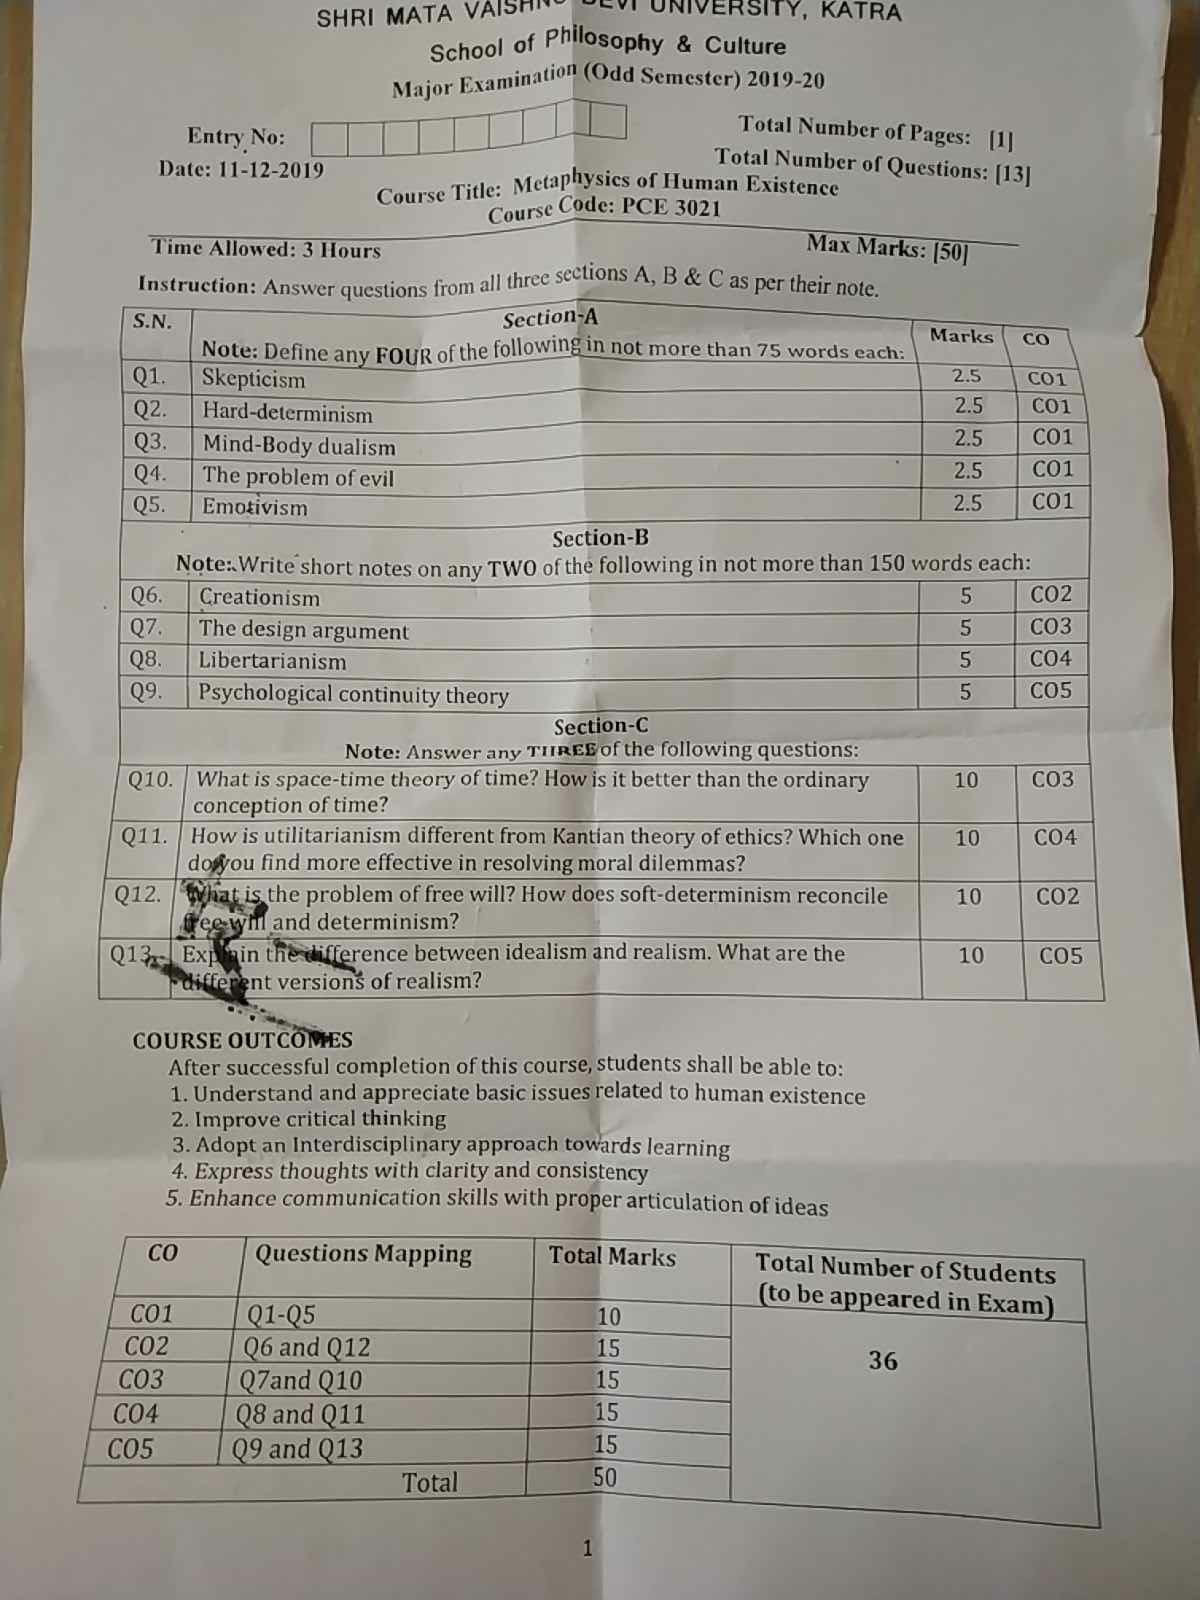 SHRI MATA VAISHNO DEVI UNIVERSITY, KATRA
School of Philosophy & Culture
Major Examination (Odd Semester) 2019-20
Entry No:
Total Number of Pages: [1]
Date: 11-12-2019
Total Number of Questions: [13]
Course Title: Metaphysics of Human Existence
Course Code: PCE 3021
Time Allowed: 3 Hours
Max Marks: [50]
Instruction: Answer questions from all three sections A, B & C as per their note.
S.N. Section-A Marks CO
Note: Define any FOUR of the following in not more than 75 words each:
Q1. Skepticism 2.5 CO1
Q2. Hard-determinism 2.5 CO1
Q3. Mind-Body dualism 2.5 CO1
Q4. The problem of evil 2.5 CO1
Q5. Emotivism 2.5 CO1
Section-B
Note: Write short notes on any TWO of the following in not more than 150 words each:
Q6. Creationism 5 CO2
Q7. The design argument 5 CO3
Q8. Libertarianism 5 CO4
Q9. Psychological continuity theory 5 CO5
Section-C
Note: Answer any THREE of the following questions:
Q10. What is space-time theory of time? How is it better than the ordinary 10 CO3
conception of time?
Q11. How is utilitarianism different from Kantian theory of ethics? Which one 10 CO4
do you find more effective in resolving moral dilemmas?
Q12. What is the problem of free will? How does soft-determinism reconcile 10 CO2
free will and determinism?
Q13. Explain the difference between idealism and realism. What are the 10 CO5
different versions of realism?
COURSE OUTCOMES
After successful completion of this course, students shall be able to:
1. Understand and appreciate basic issues related to human existence
2. Improve critical thinking
3. Adopt an Interdisciplinary approach towards learning
4. Express thoughts with clarity and consistency
5. Enhance communication skills with proper articulation of ideas
CO Questions Mapping Total Marks Total Number of Students
(to be appeared in Exam)
CO1 Q1-Q5 10
CO2 Q6 and Q12 15
36
CO3 Q7and Q10 15
CO4 Q8 and Q11 15
CO5 Q9 and Q13 15
Total 50
1